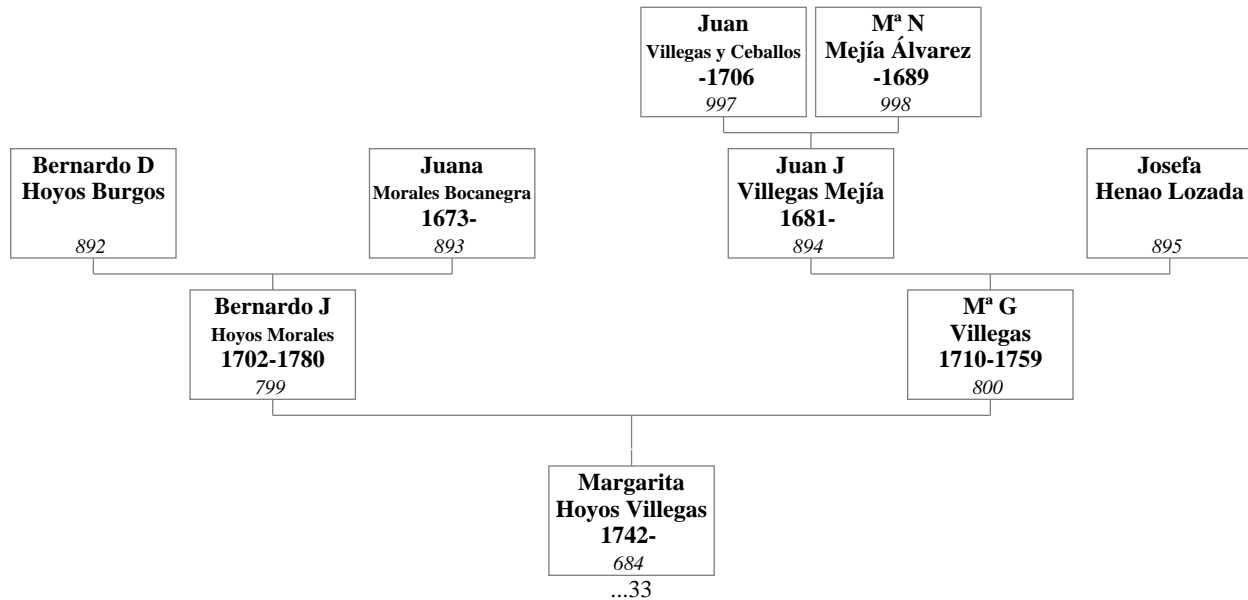 Juan
Villegas y Ceballos
-1706
997
Mª N
Mejía Álvarez
-1689
998
Bernardo D
Hoyos Burgos
892
Juana
Morales Bocanegra
1673-
893
Juan J
Villegas Mejía
1681-
894
Josefa
Henao Lozada
895
Bernardo J
Hoyos Morales
1702-1780
799
Mª G
Villegas
1710-1759
800
Margarita
Hoyos Villegas
1742-
684
...33